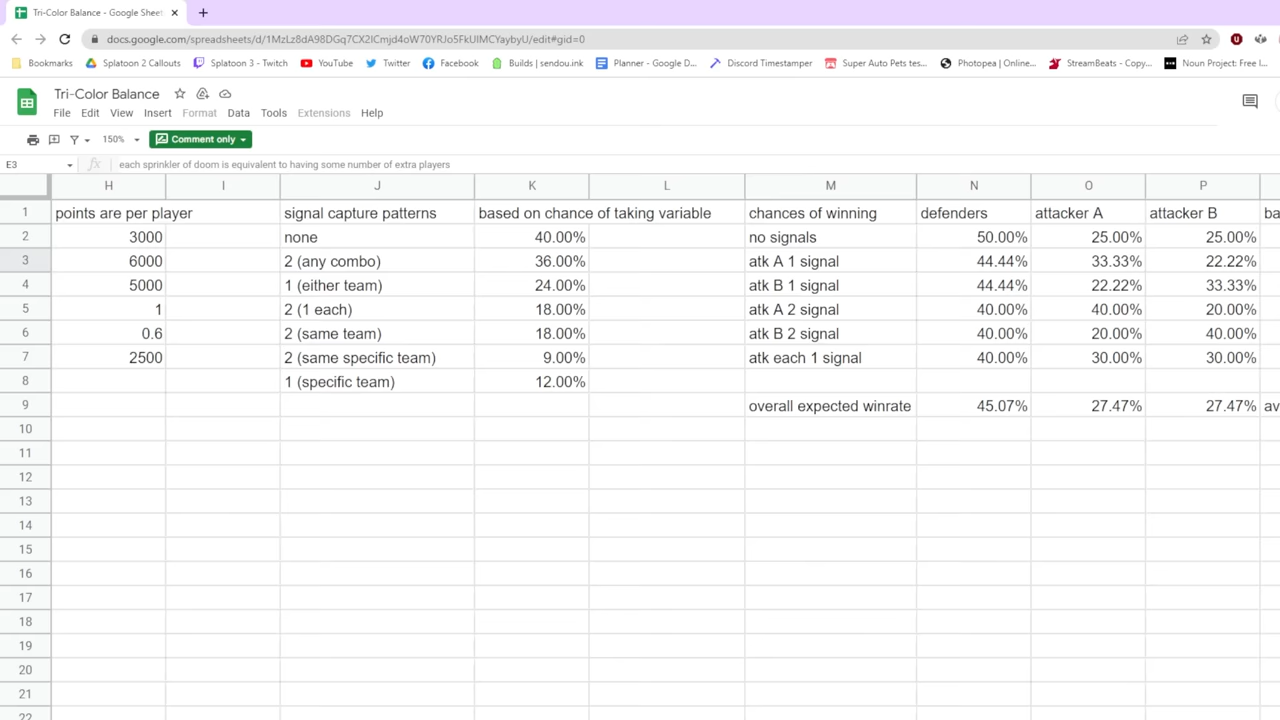 Tri-Color Balance - Google Sheet
docs.google.com/spreadsheets/d/1MzLz8dA98DGq7CX2ICmjd4oW70YRJo5FkUIMCYaybyU/edit#gid=0
Bookmarks Splatoon 2 Callouts Splatoon 3 - Twitch YouTube Twitter Facebook Builds | sendou.ink Planner - Google D... Discord Timestamper Super Auto Pets tes... Photopea | Online... StreamBeats - Copy... Noun Project: Free I...
Tri-Color Balance
File Edit View Insert Format Data Tools Extensions Help
150% Comment only
E3 fx each sprinkler of doom is equivalent to having some number of extra players
H I J K L M N O P
1 points are per player signal capture patterns based on chance of taking variable chances of winning defenders attacker A attacker B ba
2 3000 none 40.00% no signals 50.00% 25.00% 25.00%
3 6000 2 (any combo) 36.00% atk A 1 signal 44.44% 33.33% 22.22%
4 5000 1 (either team) 24.00% atk B 1 signal 44.44% 22.22% 33.33%
5 1 2 (1 each) 18.00% atk A 2 signal 40.00% 40.00% 20.00%
6 0.6 2 (same team) 18.00% atk B 2 signal 40.00% 20.00% 40.00%
7 2500 2 (same specific team) 9.00% atk each 1 signal 40.00% 30.00% 30.00%
8 1 (specific team) 12.00%
9 overall expected winrate 45.07% 27.47% 27.47% av
10
11
12
13
14
15
16
17
18
19
20
21
22